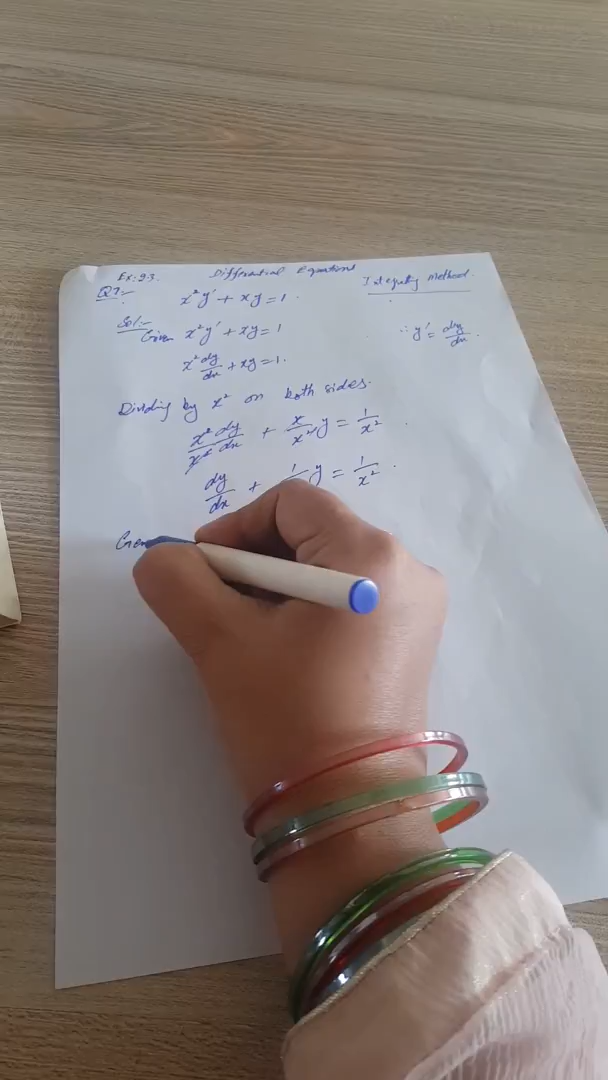 Ex: 9.3. Differential Equations
Q7:- x²y' + xy = 1. Integrating Method.
Sol:- Given x²y' + xy = 1 ∴ y' = dy/dx.
x² dy/dx + xy = 1.
Dividing by x² on both sides.
x² dy/x² dx + x/x² y = 1/x² .
dy/dx + 1/ y = 1/x² .